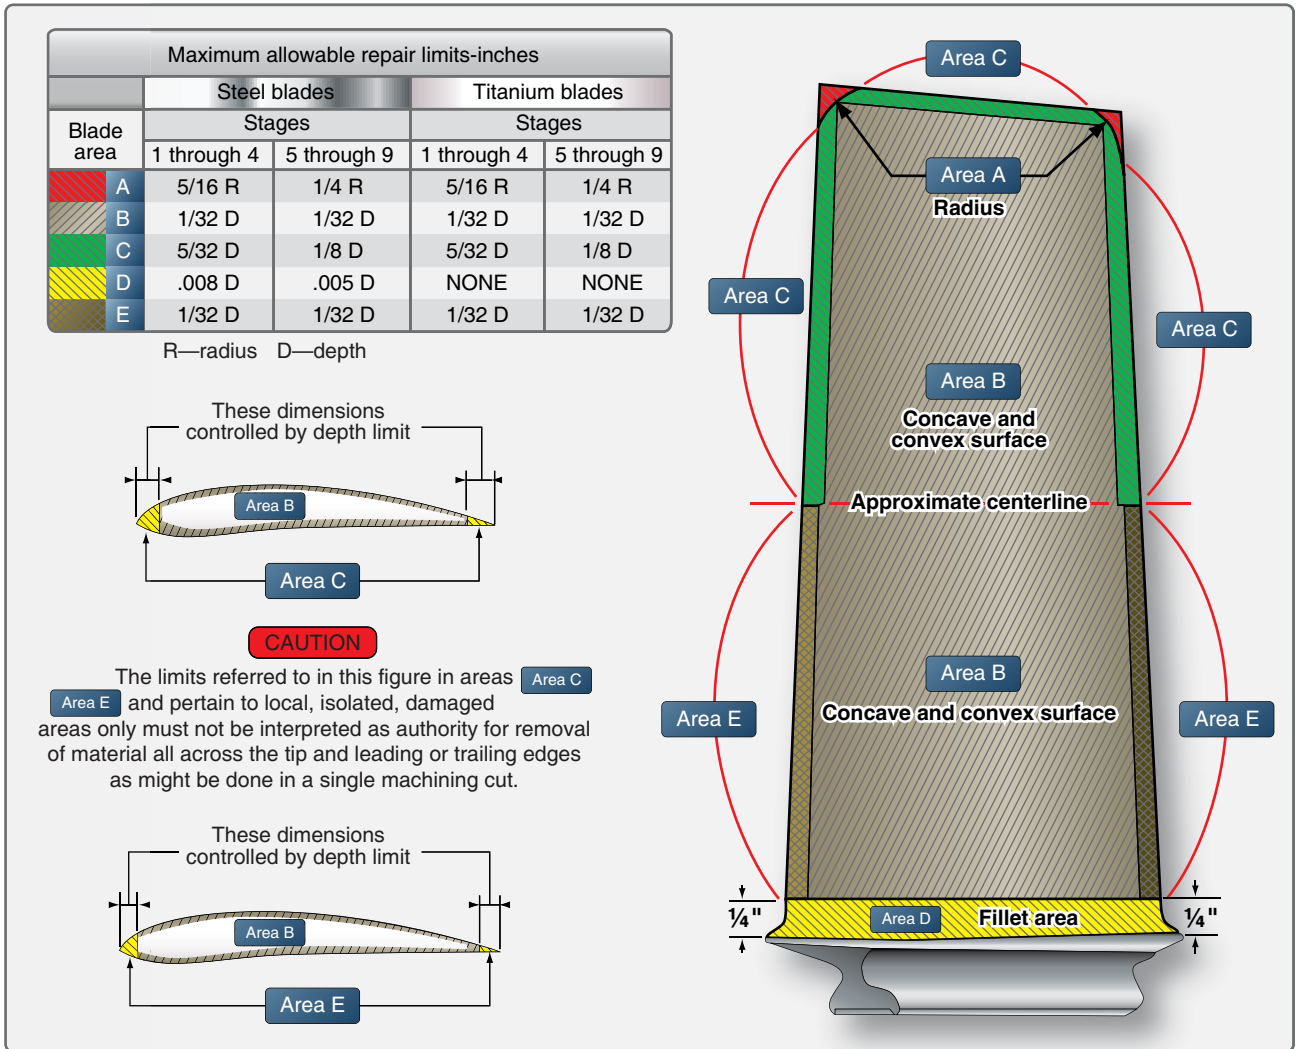 Maximum allowable repair limits-inches
Steel blades Titanium blades
Blade area Stages Stages
1 through 4 5 through 9 1 through 4 5 through 9
A 5/16 R 1/4 R 5/16 R 1/4 R
B 1/32 D 1/32 D 1/32 D 1/32 D
C 5/32 D 1/8 D 5/32 D 1/8 D
D .008 D .005 D NONE NONE
E 1/32 D 1/32 D 1/32 D 1/32 D
R—radius D—depth
These dimensions
controlled by depth limit
Area B
Area C
CAUTION
The limits referred to in this figure in areas Area C
Area E and pertain to local, isolated, damaged
areas only must not be interpreted as authority for removal
of material all across the tip and leading or trailing edges
as might be done in a single machining cut.
These dimensions
controlled by depth limit
Area B
Area E
Area C
Area A
Radius
Area C
Area C
Area B
Concave and
convex surface
Approximate centerline
Area B
Concave and convex surface
Area E
Area E
1/4"
Area D Fillet area
1/4"